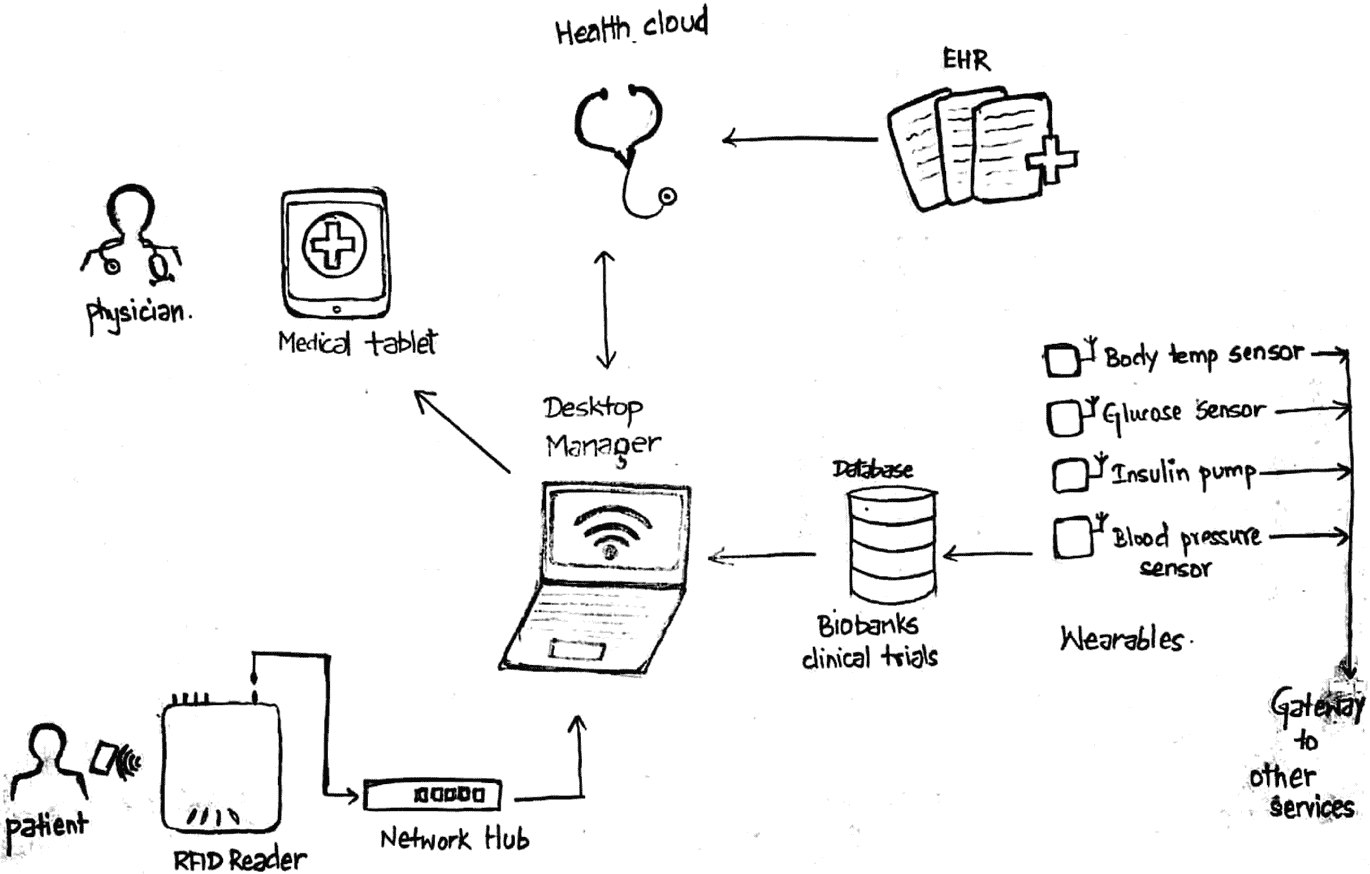 Health cloud
EHR
physician.
Medical tablet
Desktop
Manager
Database
Biobanks
clinical trials
Body temp sensor
Glucose sensor
Insulin pump
Blood pressure
sensor
Wearables.
Gateway
to
other
services
patient
RFID Reader
Network Hub